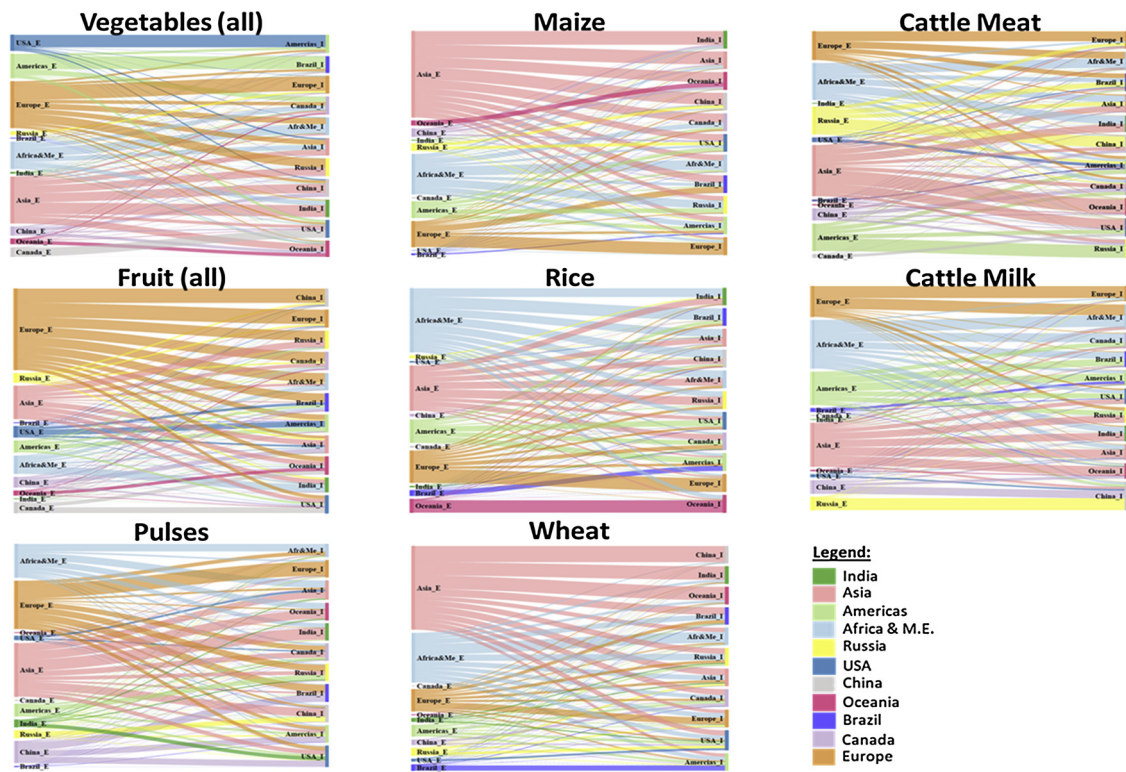 Vegetables (all)
USA_E
Americas_E
Europe_E
Russia_E
Brazil_E
Africa&Me_E
India_E
Asia_E
China_E
Oceania_E
Canada_E
Amercias_I
Brazil_I
Europe_I
Canada_I
Afr&Me_I
Asia_I
Russia_I
China_I
India_I
USA_I
Oceania_I
Maize
Asia_E
Oceania_E
China_E
India_E
Russia_E
Africa&Me_E
Canada_E
Americas_E
Europe_E
USA_E
Brazil_E
India_I
Asia_I
Oceania_I
China_I
Canada_I
USA_I
Afr&Me_I
Brazil_I
Russia_I
Amercias_I
Europe_I
Cattle Meat
Europe_E
Africa&Me_E
India_E
Russia_E
USA_E
Asia_E
Brazil_E
Oceania_E
China_E
Americas_E
Canada_E
Europe_I
Afr&Me_I
Brazil_I
Asia_I
India_I
China_I
Amercias_I
Canada_I
Oceania_I
USA_I
Russia_I
Fruit (all)
Europe_E
Russia_E
Asia_E
Brazil_E
USA_E
Americas_E
Africa&Me_E
China_E
Oceania_E
India_E
Canada_E
China_I
Europe_I
Russia_I
Canada_I
Afr&Me_I
Brazil_I
Amercias_I
Asia_I
Oceania_I
India_I
USA_I
Rice
Africa&Me_E
Russia_E
USA_E
Asia_E
China_E
Americas_E
Canada_E
Europe_E
India_E
Brazil_E
Oceania_E
India_I
Brazil_I
Asia_I
China_I
Afr&Me_I
Russia_I
USA_I
Canada_I
Amercias_I
Europe_I
Oceania_I
Cattle Milk
Europe_E
Africa&Me_E
Americas_E
Brazil_E
Canada_E
India_E
Asia_E
Oceania_E
USA_E
China_E
Russia_E
Europe_I
Afr&Me_I
Canada_I
Brazil_I
Amercias_I
USA_I
Russia_I
India_I
Asia_I
Oceania_I
China_I
Pulses
Africa&Me_E
Europe_E
Oceania_E
USA_E
Asia_E
Canada_E
Americas_E
India_E
Russia_E
China_E
Brazil_E
Afr&Me_I
Europe_I
Asia_I
Oceania_I
India_I
Canada_I
Russia_I
Brazil_I
China_I
Amercias_I
USA_I
Wheat
Asia_E
Africa&Me_E
Canada_E
Europe_E
Oceania_E
India_E
Americas_E
China_E
Russia_E
USA_E
Brazil_E
China_I
India_I
Oceania_I
Brazil_I
Afr&Me_I
Russia_I
Asia_I
Canada_I
Europe_I
USA_I
Amercias_I
Legend:
India
Asia
Americas
Africa & M.E.
Russia
USA
China
Oceania
Brazil
Canada
Europe